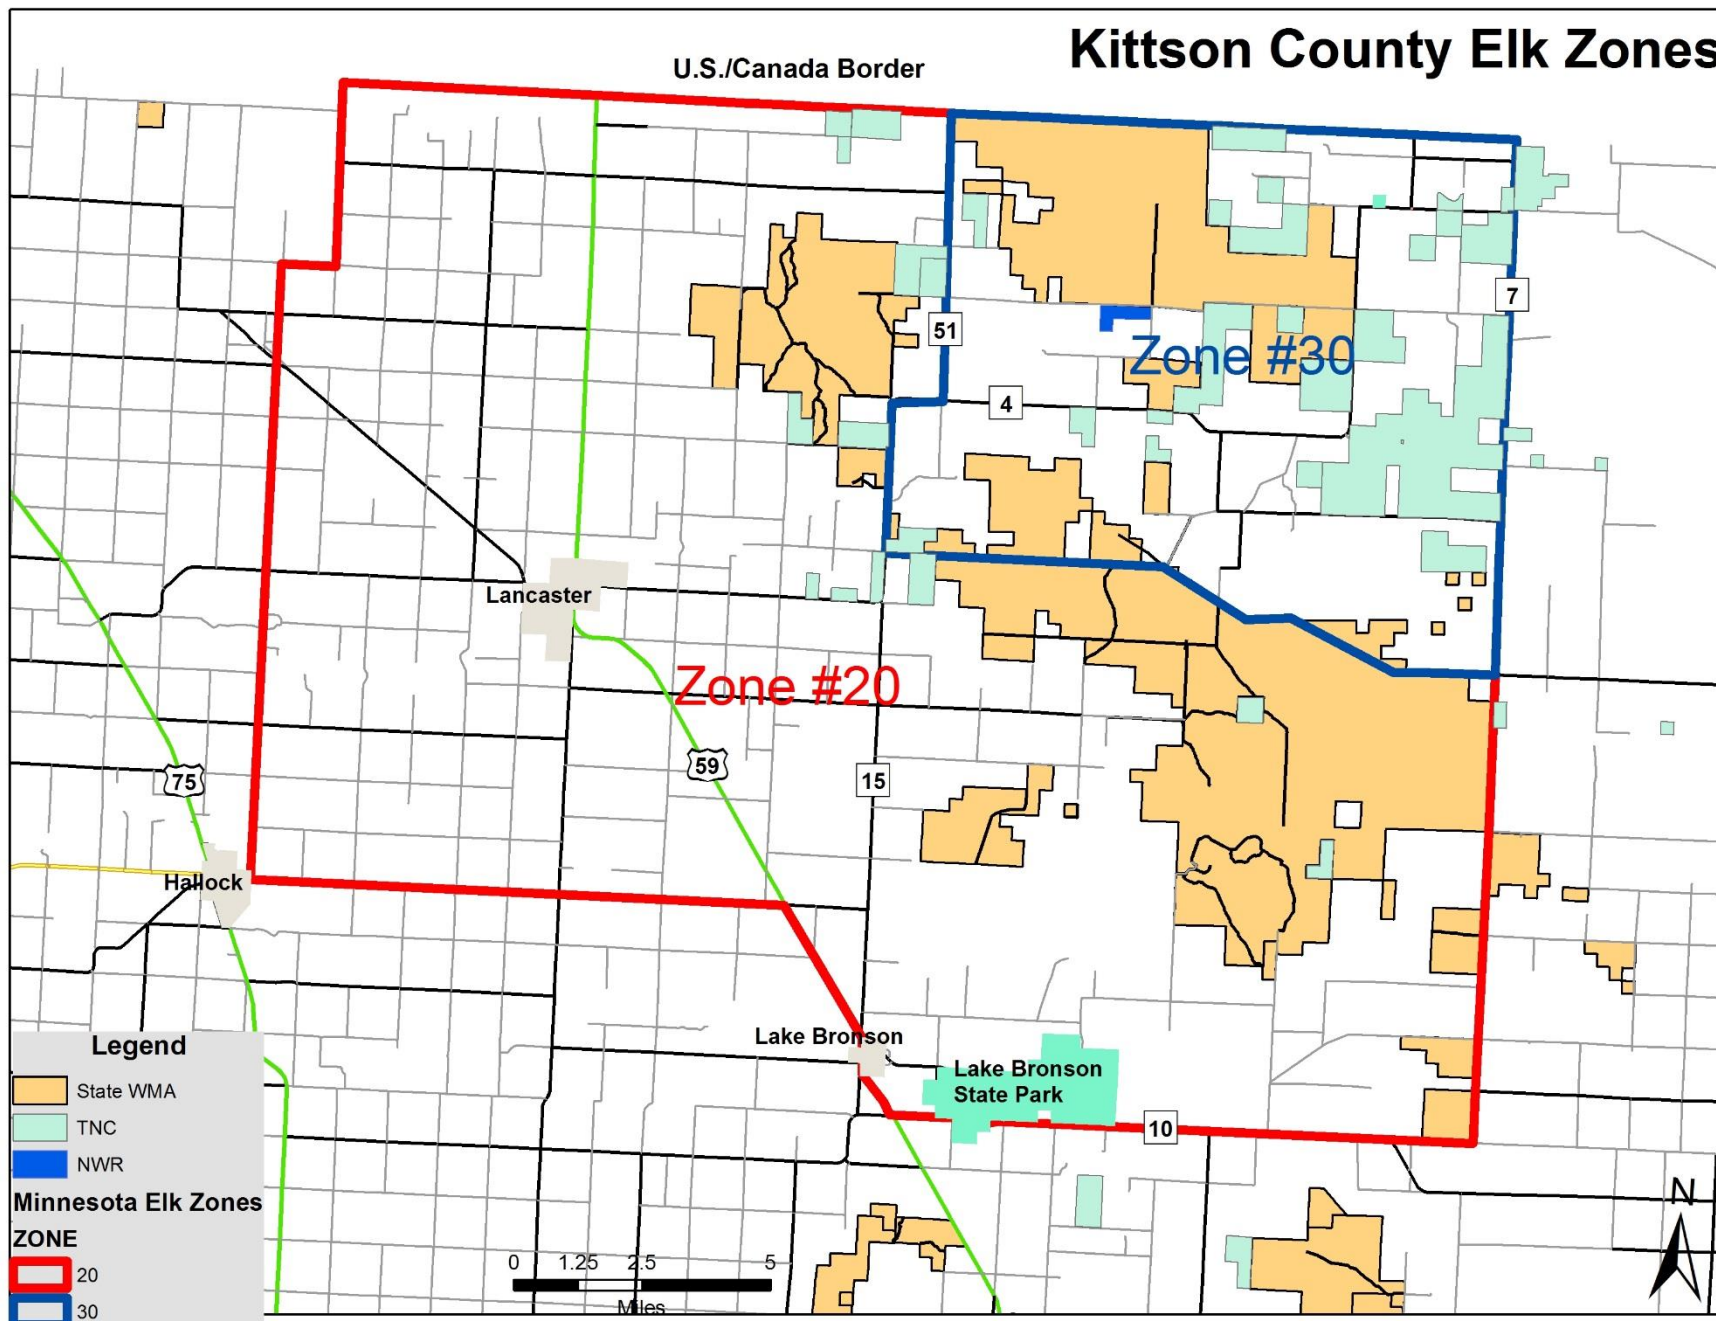 Kittson County Elk Zones
U.S./Canada Border
7
51
Zone #30
4
Lancaster
Zone #20
59
75
15
Hallock
Lake Bronson
Lake Bronson
State Park
10
Legend
State WMA
TNC
NWR
Minnesota Elk Zones
ZONE
20
30
0 1.25 2.5 5
Miles
N